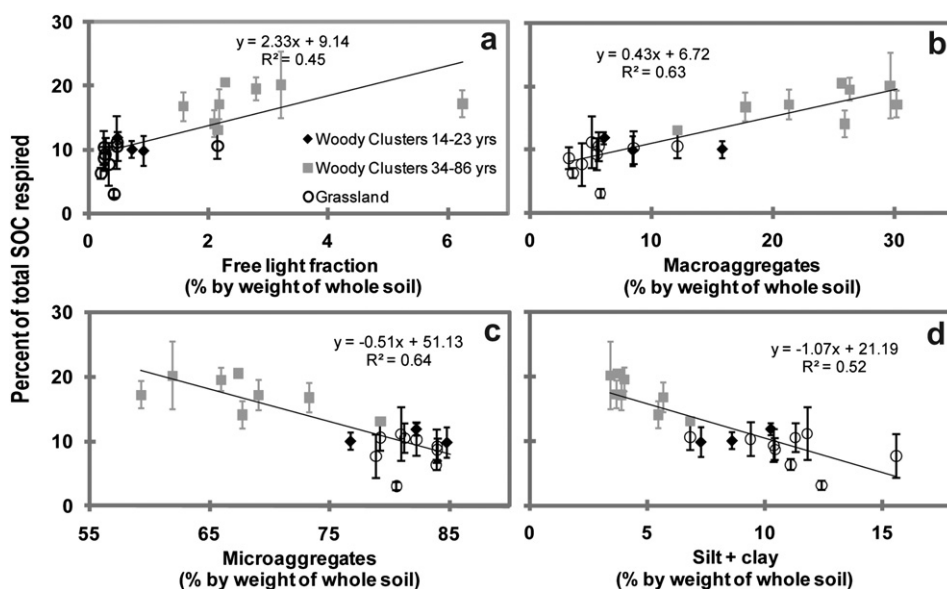 Percent of total SOC respired
30
20
10
0
y = 2.33x + 9.14
R² = 0.45
a
Woody Clusters 14-23 yrs
Woody Clusters 34-86 yrs
Grassland
0 2 4 6
Free light fraction
(% by weight of whole soil)
y = 0.43x + 6.72
R² = 0.63
b
0 10 20 30
Macroaggregates
(% by weight of whole soil)
30
20
10
0
y = -0.51x + 51.13
R² = 0.64
c
55 65 75 85
Microaggregates
(% by weight of whole soil)
y = -1.07x + 21.19
R² = 0.52
d
0 5 10 15
Silt + clay
(% by weight of whole soil)